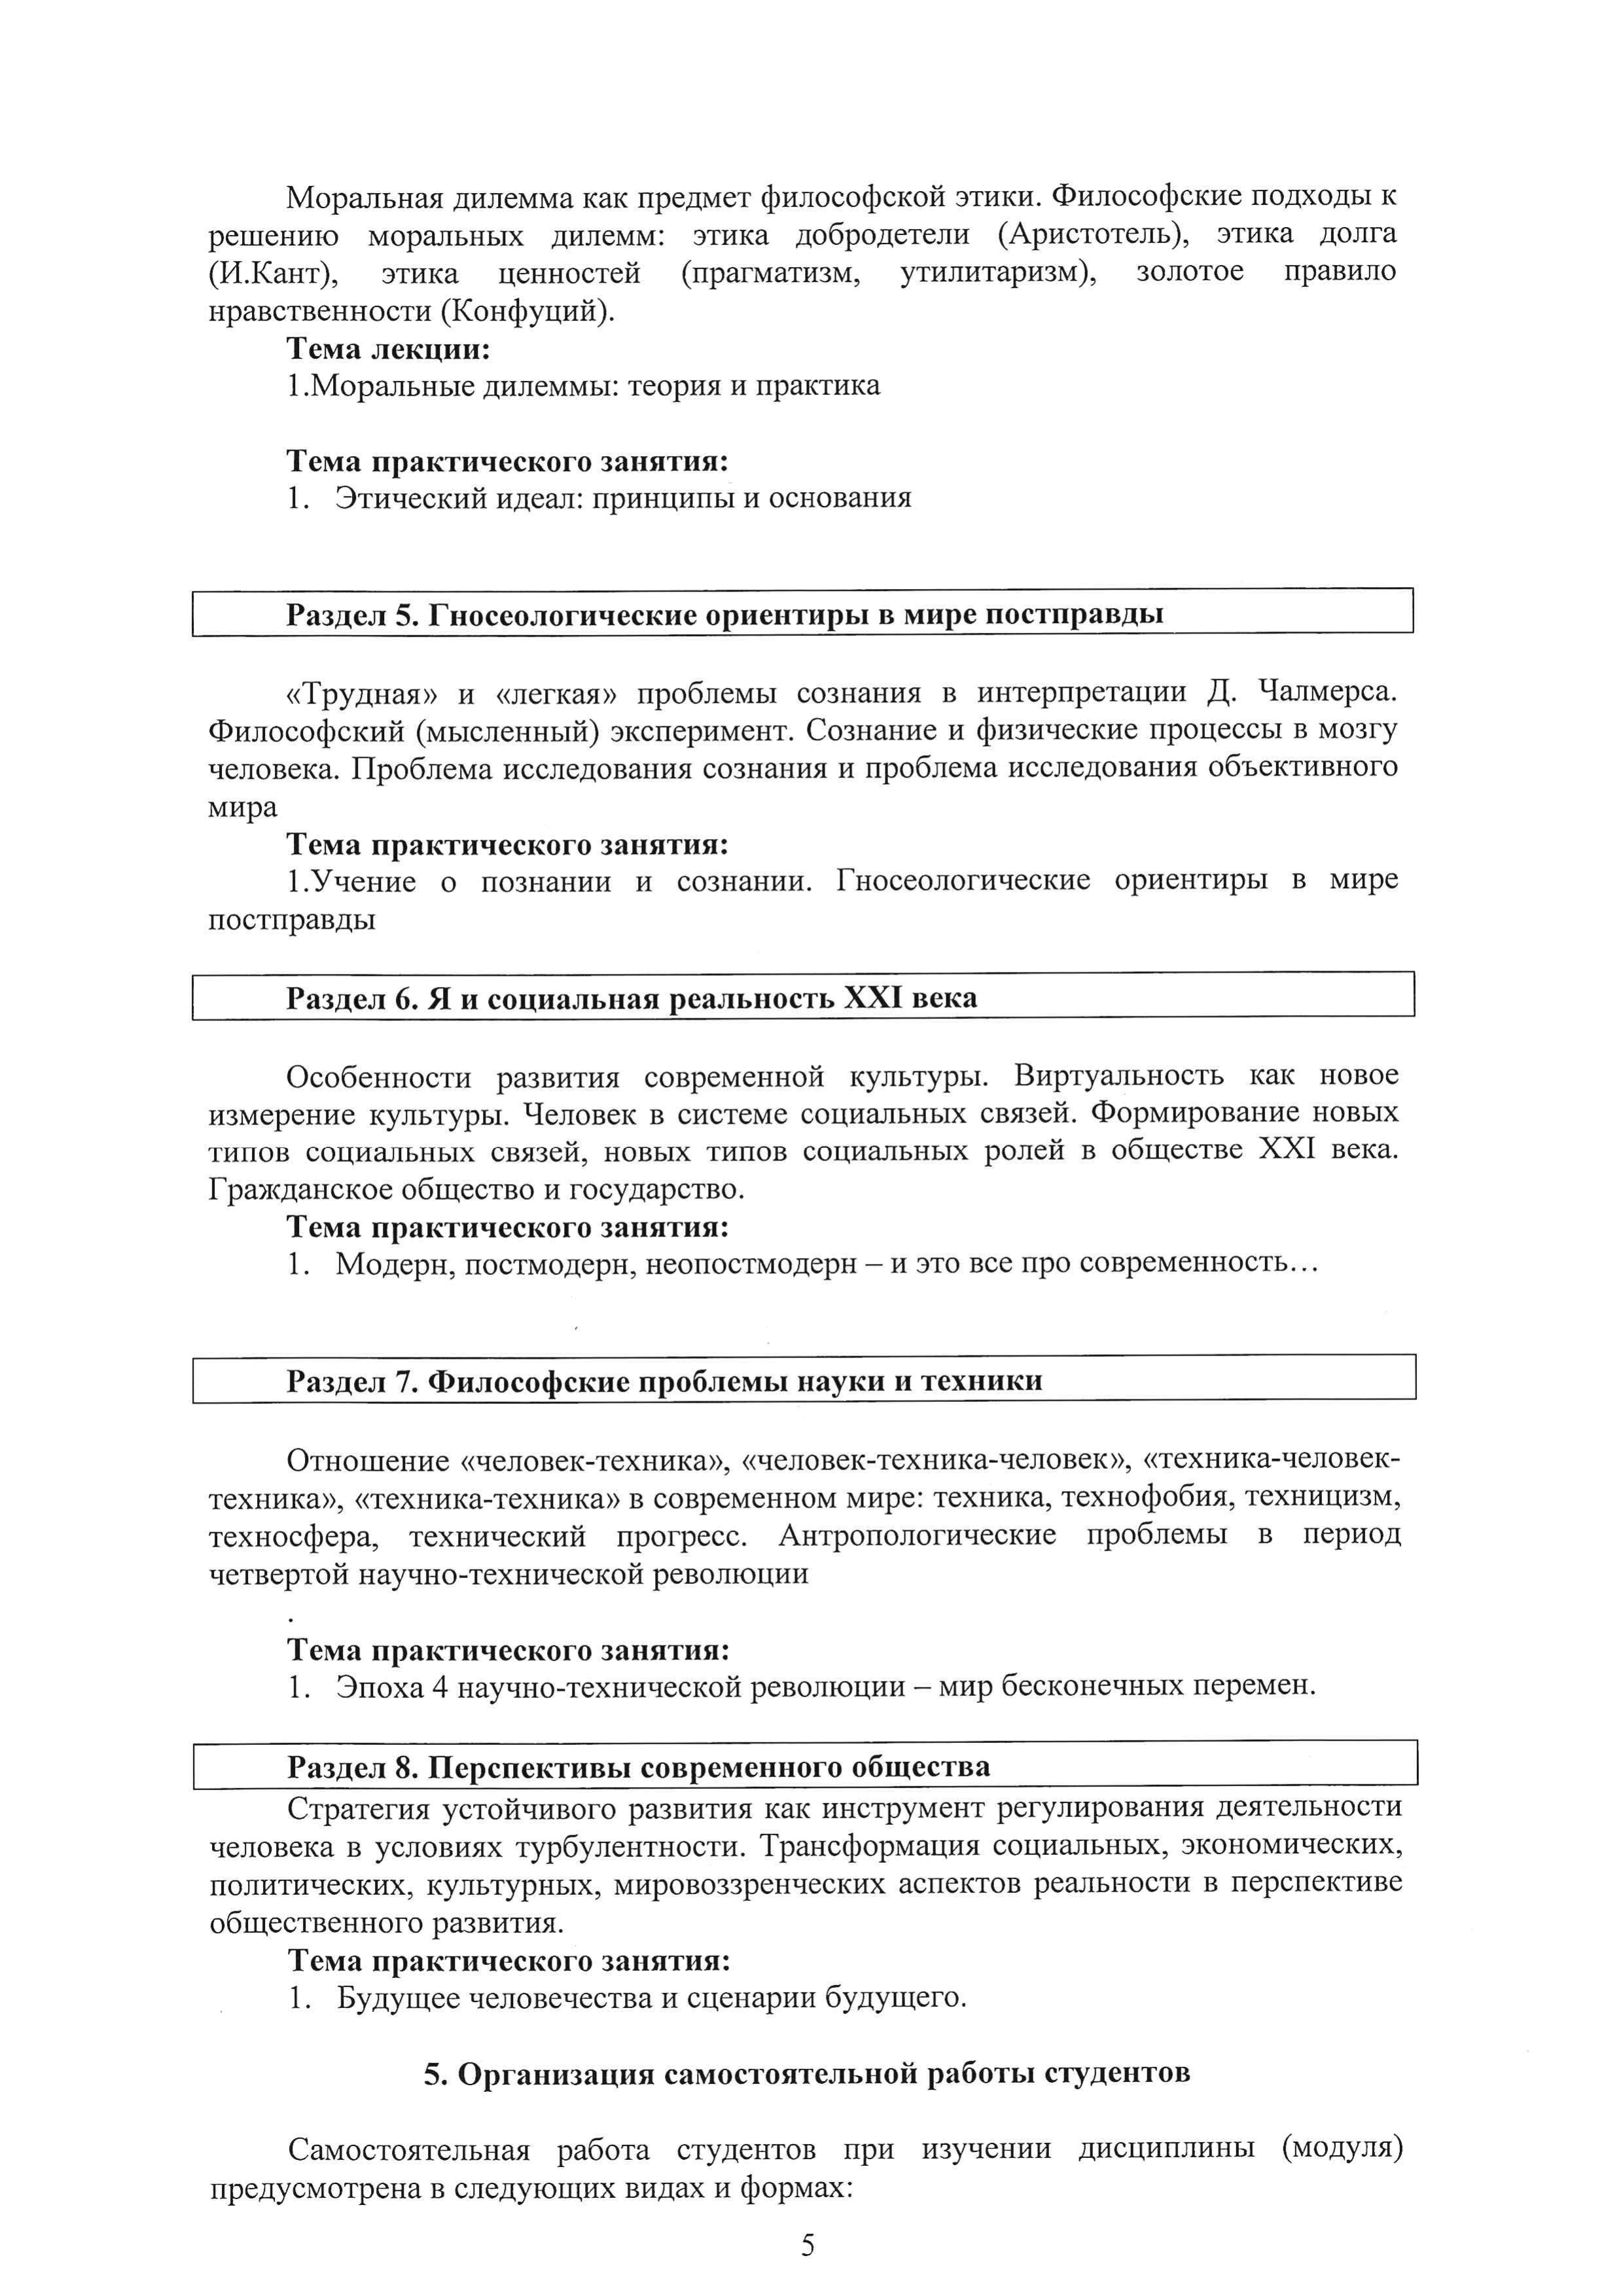 Моральная дилемма как предмет философской этики. Философские подходы к
решению моральных дилемм: этика добродетели (Аристотель), этика долга
(И.Кант), этика ценностей (прагматизм, утилитаризм), золотое правило
нравственности (Конфуций).
Тема лекции:
1.Моральные дилеммы: теория и практика
Тема практического занятия:
1. Этический идеал: принципы и основания
Раздел 5. Гносеологические ориентиры в мире постправды
«Трудная» и «легкая» проблемы сознания в интерпретации Д. Чалмерса.
Философский (мысленный) эксперимент. Сознание и физические процессы в мозгу
человека. Проблема исследования сознания и проблема исследования объективного
мира
Тема практического занятия:
1.Учение о познании и сознании. Гносеологические ориентиры в мире
постправды
Раздел 6. Я и социальная реальность XXI века
Особенности развития современной культуры. Виртуальность как новое
измерение культуры. Человек в системе социальных связей. Формирование новых
типов социальных связей, новых типов социальных ролей в обществе XXI века.
Гражданское общество и государство.
Тема практического занятия:
1. Модерн, постмодерн, неопостмодерн – и это все про современность…
Раздел 7. Философские проблемы науки и техники
Отношение «человек-техника», «человек-техника-человек», «техника-человек-
техника», «техника-техника» в современном мире: техника, технофобия, техницизм,
техносфера, технический прогресс. Антропологические проблемы в период
четвертой научно-технической революции
.
Тема практического занятия:
1. Эпоха 4 научно-технической революции – мир бесконечных перемен.
Раздел 8. Перспективы современного общества
Стратегия устойчивого развития как инструмент регулирования деятельности
человека в условиях турбулентности. Трансформация социальных, экономических,
политических, культурных, мировоззренческих аспектов реальности в перспективе
общественного развития.
Тема практического занятия:
1. Будущее человечества и сценарии будущего.
5. Организация самостоятельной работы студентов
Самостоятельная работа студентов при изучении дисциплины (модуля)
предусмотрена в следующих видах и формах:
5